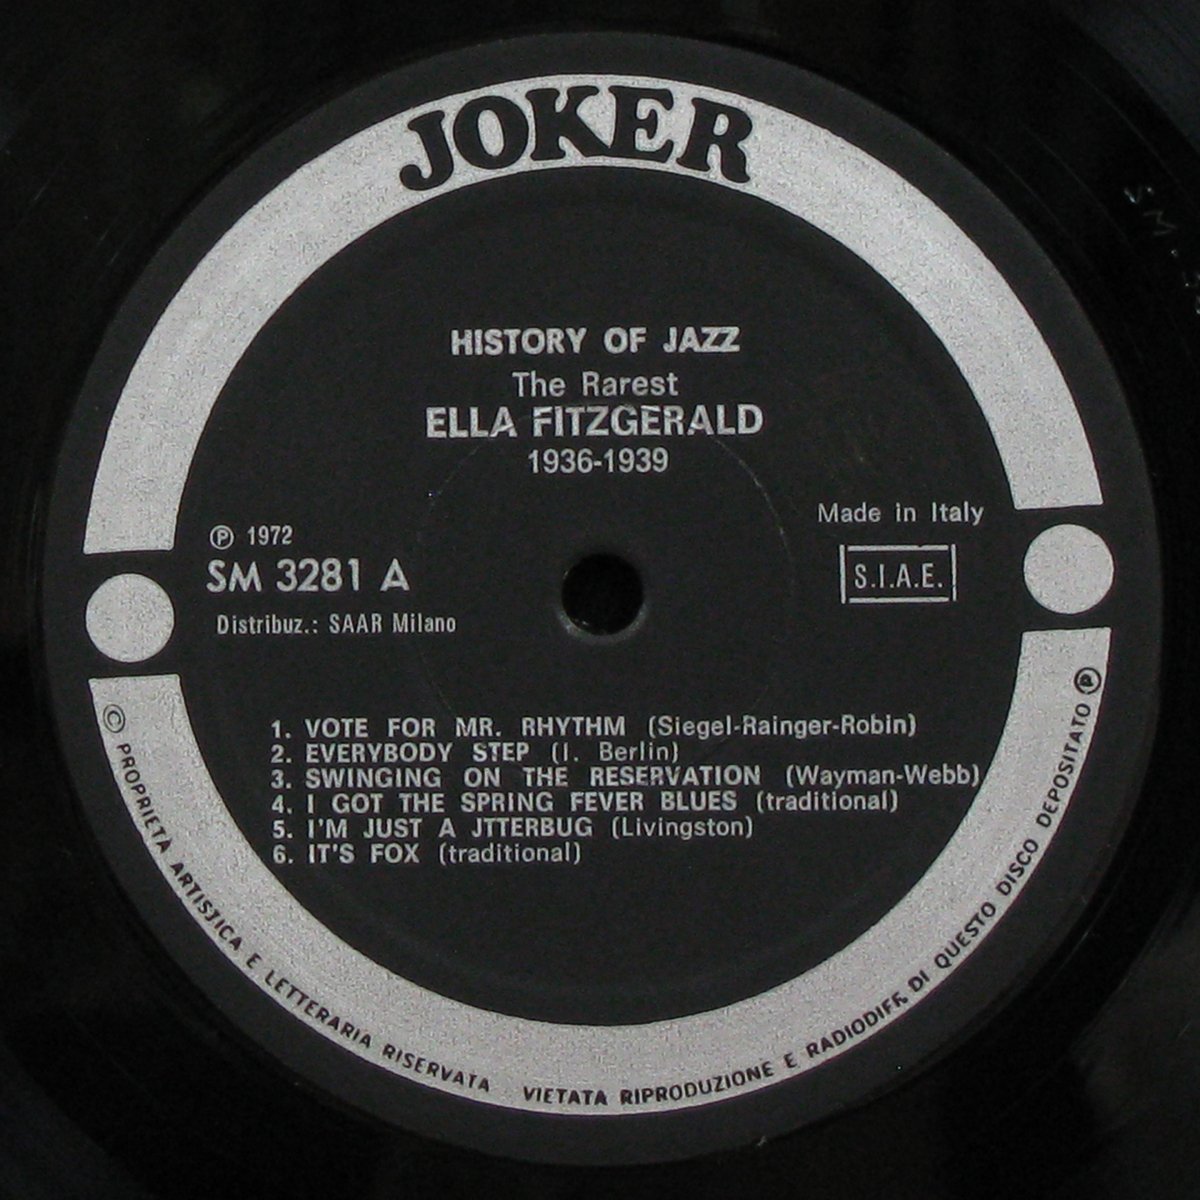 JOKER
HISTORY OF JAZZ
The Rarest
ELLA FITZGERALD
1936-1939
℗ 1972
SM 3281 A
Distribuz.: SAAR Milano
Made in Italy
S.I.A.E.
1. VOTE FOR MR. RHYTHM (Siegel-Rainger-Robin)
2. EVERYBODY STEP (I. Berlin)
3. SWINGING ON THE RESERVATION (Wayman-Webb)
4. I GOT THE SPRING FEVER BLUES (traditional)
5. I'M JUST A JTTERBUG (Livingston)
6. IT'S FOX (traditional)
© PROPRIETA ARTISTICA E LETTERARIA RISERVATA VIETATA RIPRODUZIONE E RADIODIFF. DI QUESTO DISCO DEPOSITATO ℗
SM.